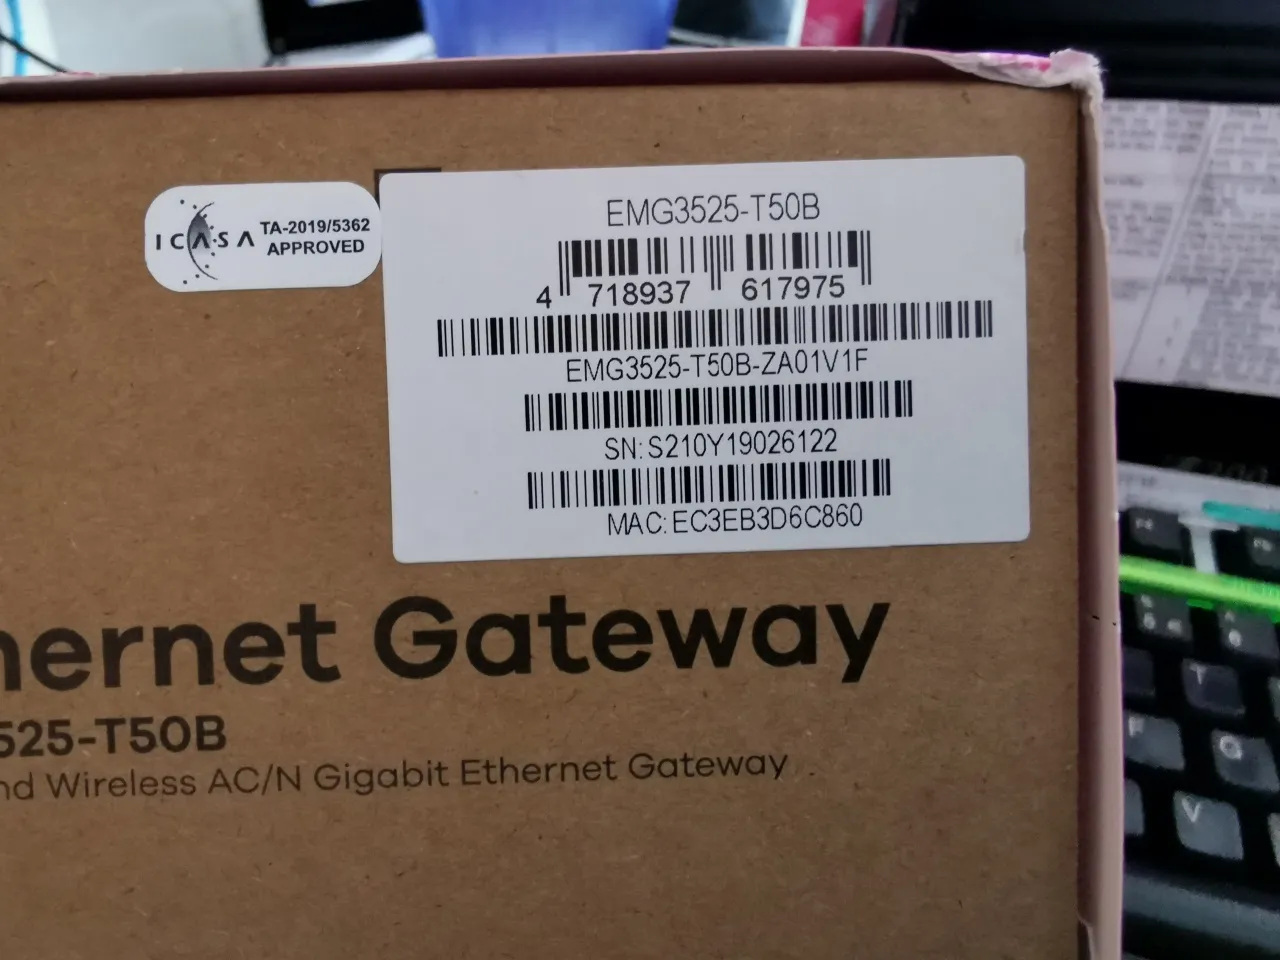 ICASA TA-2019/5362
APPROVED
EMG3525-T50B
4 718937 617975
EMG3525-T50B-ZA01V1F
SN: S210Y19026122
MAC: EC3EB3D6C860
hernet Gateway
525-T50B
nd Wireless AC/N Gigabit Ethernet Gateway
T
F
G
V